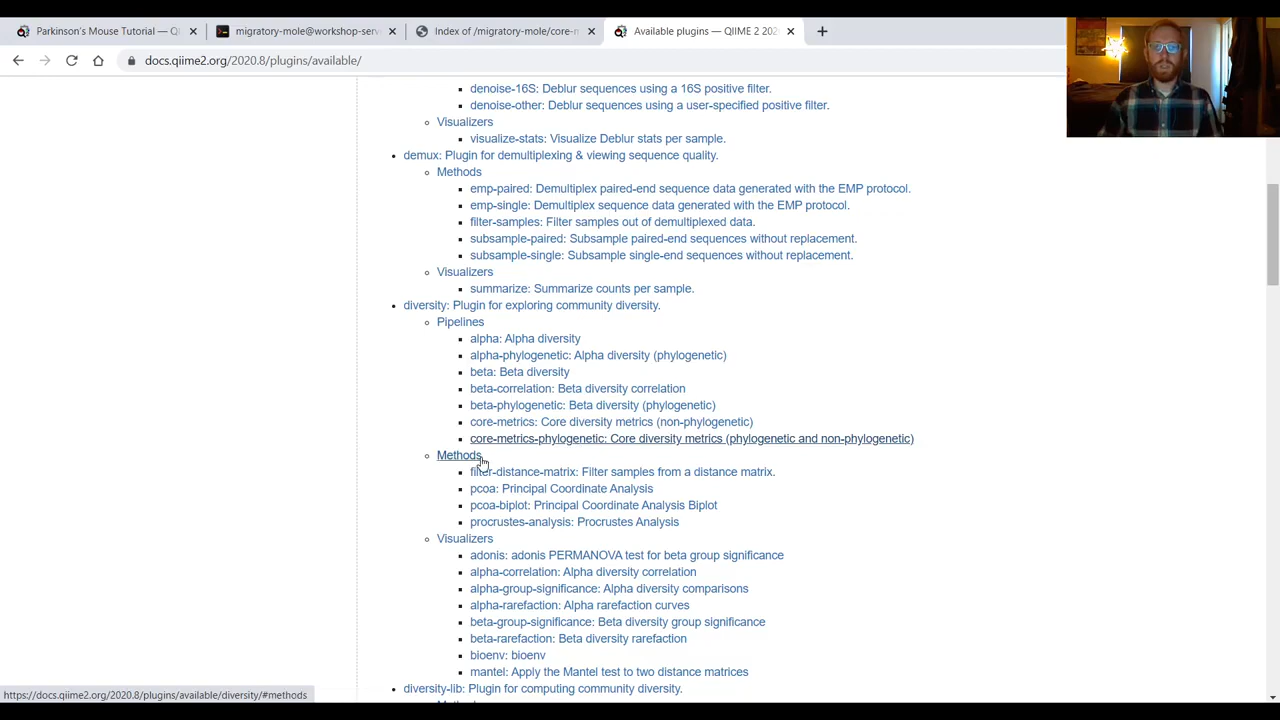 Parkinson's Mouse Tutorial — Q
migratory-mole@workshop-ser
Index of /migratory-mole/core-m
Available plugins — QIIME 2 202
docs.qiime2.org/2020.8/plugins/available/
denoise-16S: Deblur sequences using a 16S positive filter.
denoise-other: Deblur sequences using a user-specified positive filter.
Visualizers
visualize-stats: Visualize Deblur stats per sample.
demux: Plugin for demultiplexing & viewing sequence quality.
Methods
emp-paired: Demultiplex paired-end sequence data generated with the EMP protocol.
emp-single: Demultiplex sequence data generated with the EMP protocol.
filter-samples: Filter samples out of demultiplexed data.
subsample-paired: Subsample paired-end sequences without replacement.
subsample-single: Subsample single-end sequences without replacement.
Visualizers
summarize: Summarize counts per sample.
diversity: Plugin for exploring community diversity.
Pipelines
alpha: Alpha diversity
alpha-phylogenetic: Alpha diversity (phylogenetic)
beta: Beta diversity
beta-correlation: Beta diversity correlation
beta-phylogenetic: Beta diversity (phylogenetic)
core-metrics: Core diversity metrics (non-phylogenetic)
core-metrics-phylogenetic: Core diversity metrics (phylogenetic and non-phylogenetic)
Methods
filter-distance-matrix: Filter samples from a distance matrix.
pcoa: Principal Coordinate Analysis
pcoa-biplot: Principal Coordinate Analysis Biplot
procrustes-analysis: Procrustes Analysis
Visualizers
adonis: adonis PERMANOVA test for beta group significance
alpha-correlation: Alpha diversity correlation
alpha-group-significance: Alpha diversity comparisons
alpha-rarefaction: Alpha rarefaction curves
beta-group-significance: Beta diversity group significance
beta-rarefaction: Beta diversity rarefaction
bioenv: bioenv
mantel: Apply the Mantel test to two distance matrices
diversity-lib: Plugin for computing community diversity.
https://docs.qiime2.org/2020.8/plugins/available/diversity/#methods